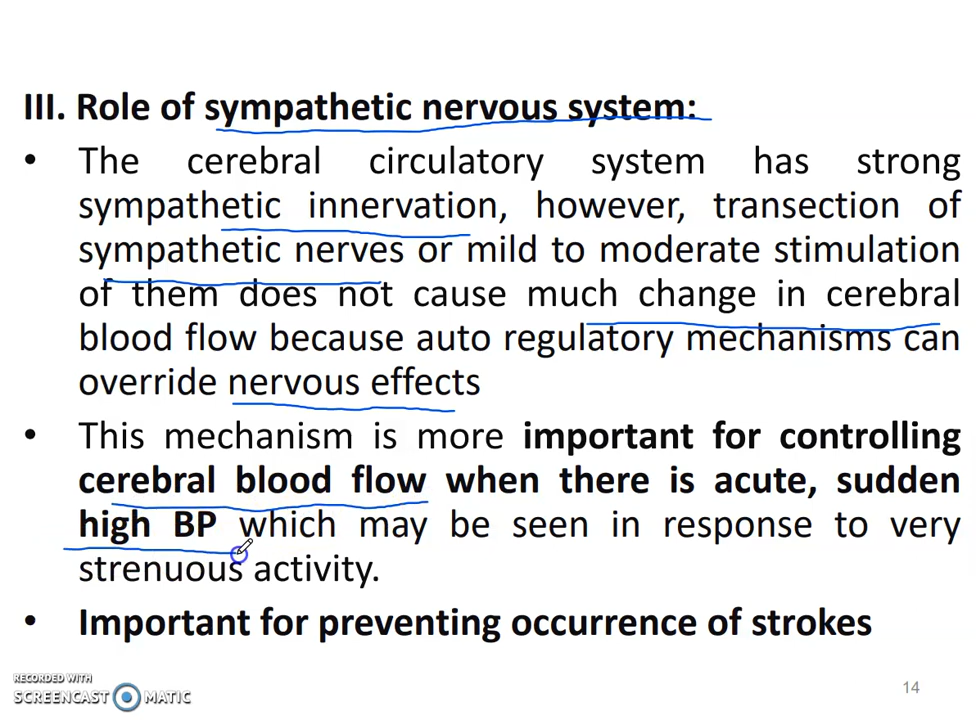 III. Role of sympathetic nervous system:
• The cerebral circulatory system has strong
sympathetic innervation, however, transection of
sympathetic nerves or mild to moderate stimulation
of them does not cause much change in cerebral
blood flow because auto regulatory mechanisms can
override nervous effects
• This mechanism is more important for controlling
cerebral blood flow when there is acute, sudden
high BP which may be seen in response to very
strenuous activity.
• Important for preventing occurrence of strokes
RECORDED WITH
SCREENCAST MATIC
14